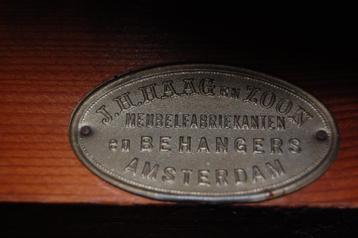 J.H. HAAG EN ZOON
MEUBELFABRIEKANTEN
en BEHANGERS
AMSTERDAM